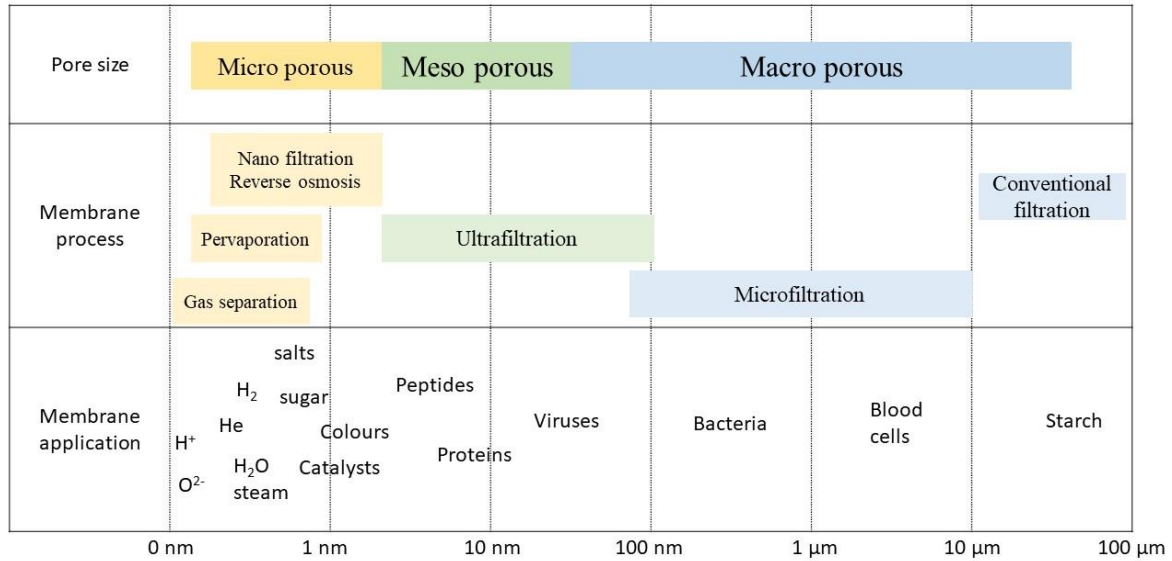 Pore size
Micro porous
Meso porous
Macro porous
Membrane
process
Nano filtration
Reverse osmosis
Pervaporation
Gas separation
Ultrafiltration
Microfiltration
Conventional
filtration
Membrane
application
salts
H₂
sugar
He
H⁺
Colours
O²⁻
H₂O
steam
Catalysts
Peptides
Proteins
Viruses
Bacteria
Blood
cells
Starch
0 nm
1 nm
10 nm
100 nm
1 μm
10 μm
100 μm